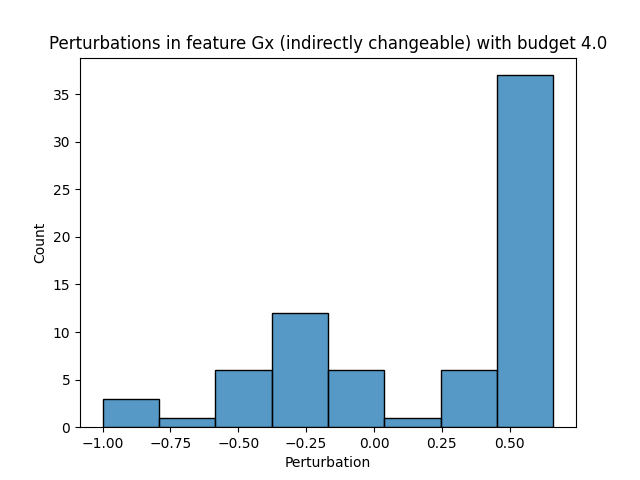 Perturbations in feature Gx (indirectly changeable) with budget 4.0
35
30
25
20
15
10
5
0
Count
−1.00 −0.75 −0.50 −0.25 0.00 0.25 0.50
Perturbation